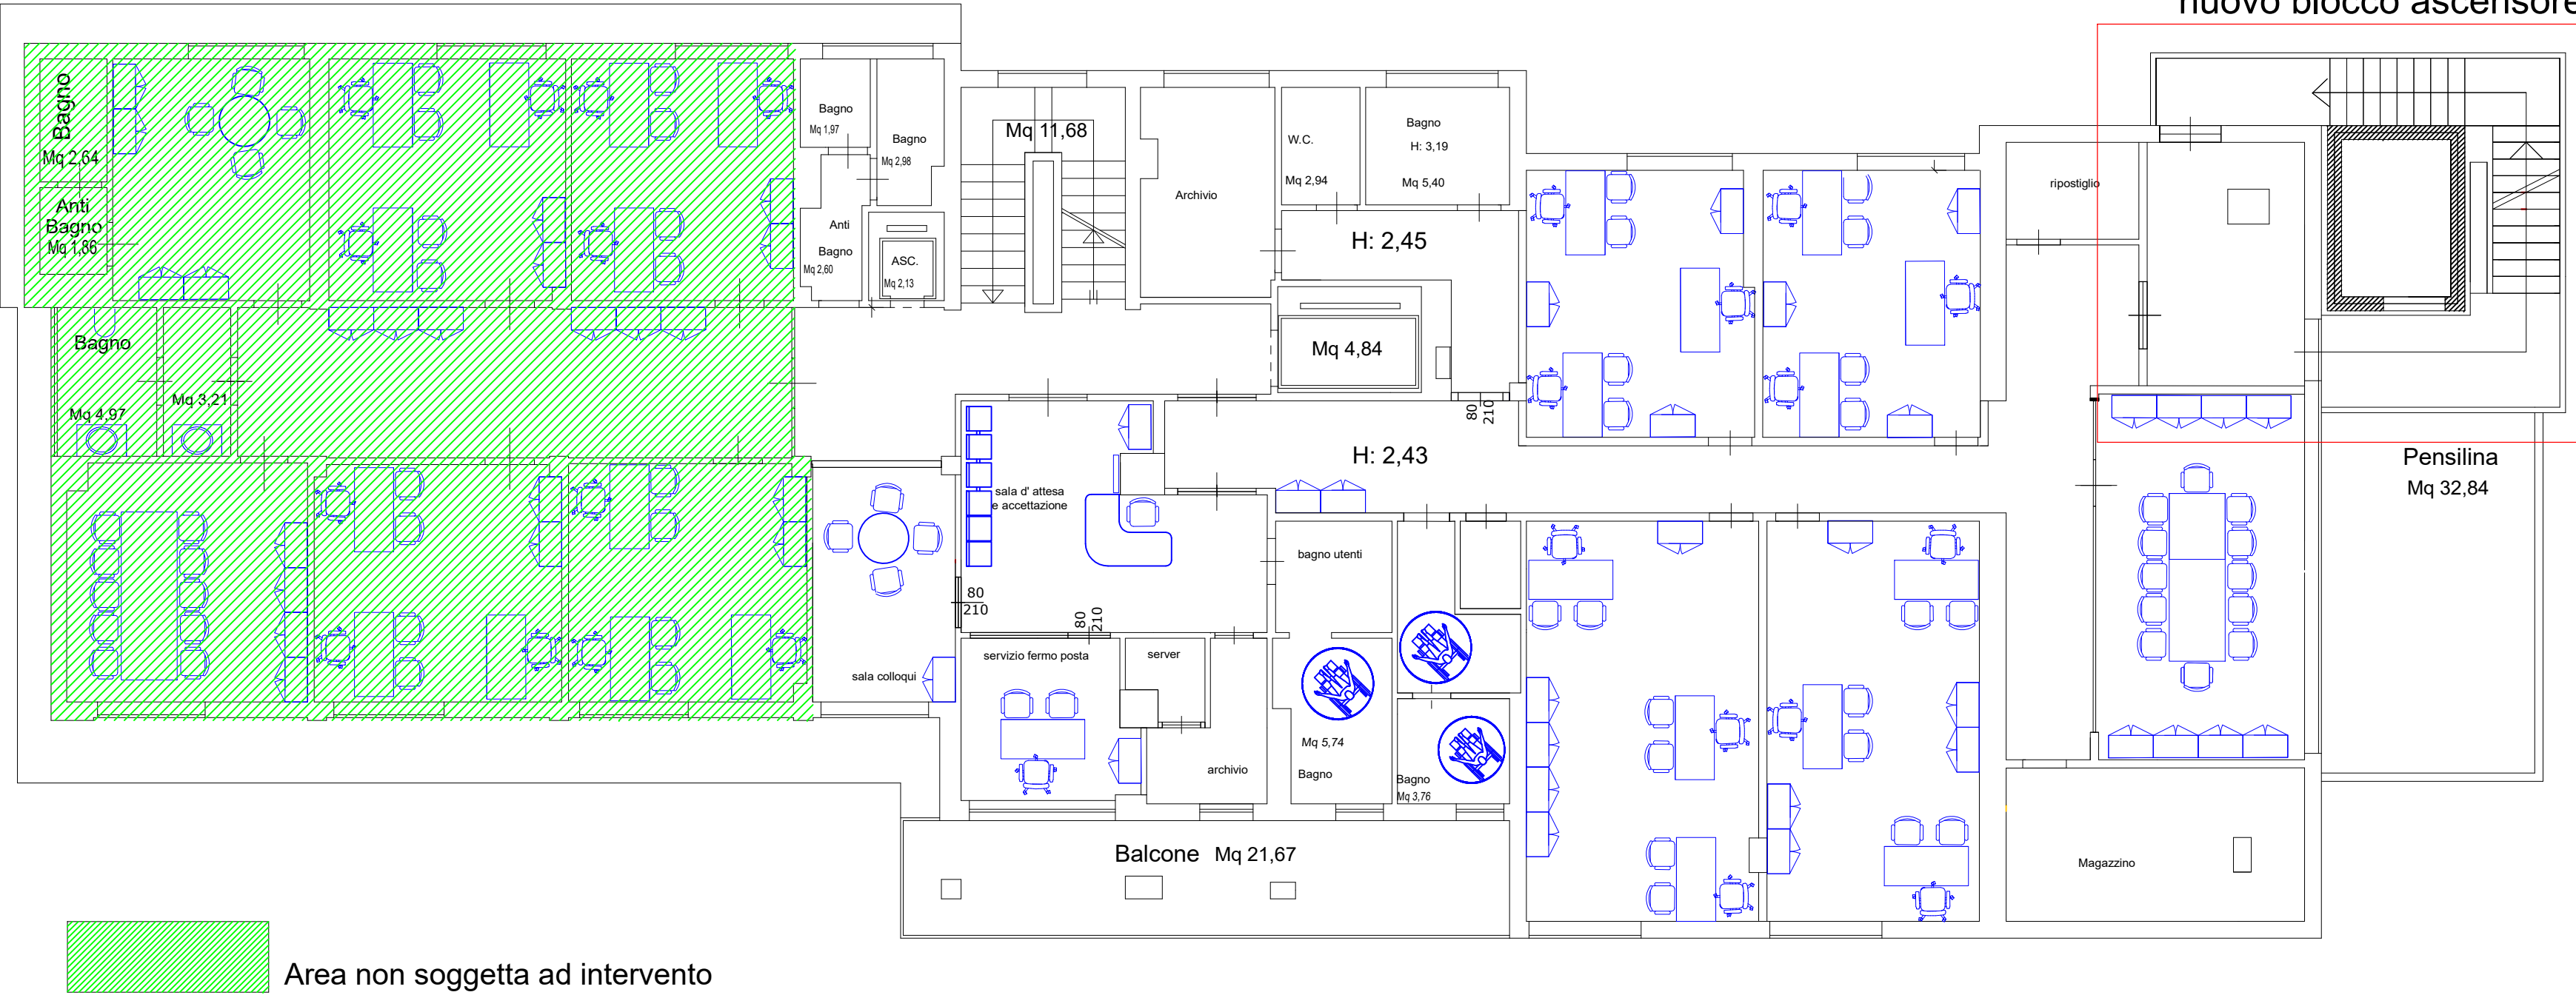 nuovo blocco ascensore
Bagno
Mq 2,64
Anti
Bagno
Mq 1,86
Bagno
Mq 1,97
Bagno
Mq 2,98
Anti
Bagno
Mq 2,60
ASC.
Mq 2,13
Mq 11,68
Archivio
W.C.
Mq 2,94
Bagno
H: 3,19
Mq 5,40
H: 2,45
Mq 4,84
ripostiglio
Bagno
Mq 4,97
Mq 3,21
80
210
H: 2,43
Pensilina
Mq 32,84
sala d' attesa
e accettazione
bagno utenti
80
210
80
210
sala colloqui
servizio fermo posta
server
archivio
Mq 5,74
Bagno
Bagno
Mq 3,76
Balcone Mq 21,67
Magazzino
Area non soggetta ad intervento